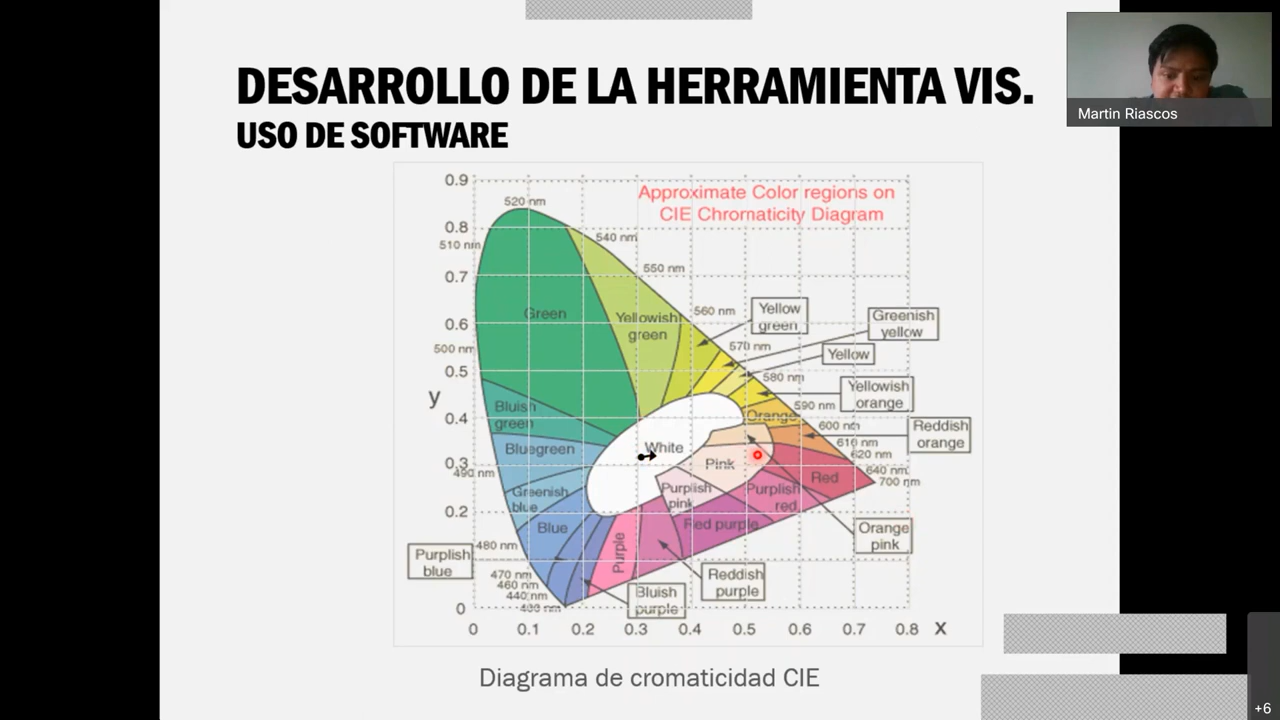 DESARROLLO DE LA HERRAMIENTA VIS.
USO DE SOFTWARE
Martin Riascos
Approximate Color regions on
CIE Chromaticity Diagram
0.9
0.8
0.7
0.6
0.5
0.4
0.3
0.2
0
y
520 nm
510 nm
540 nm
550 nm
560 nm
500 nm
570 nm
580 nm
590 nm
600 nm
610 nm
620 nm
640 nm
700 nm
490 nm
480 nm
470 nm
460 nm
440 nm
400 nm
Green
Yellowish
green
Yellow
green
Greenish
yellow
Yellow
Yellowish
orange
Orange
Reddish
orange
Bluish
green
Bluegreen
White
Pink
Red
Greenish
blue
Purplish
pink
Purplish
red
Blue
Red purple
Orange
pink
Purplish
blue
Purple
Reddish
purple
Bluish
purple
0 0.1 0.2 0.3 0.4 0.5 0.6 0.7 0.8 x
Diagrama de cromaticidad CIE
+6